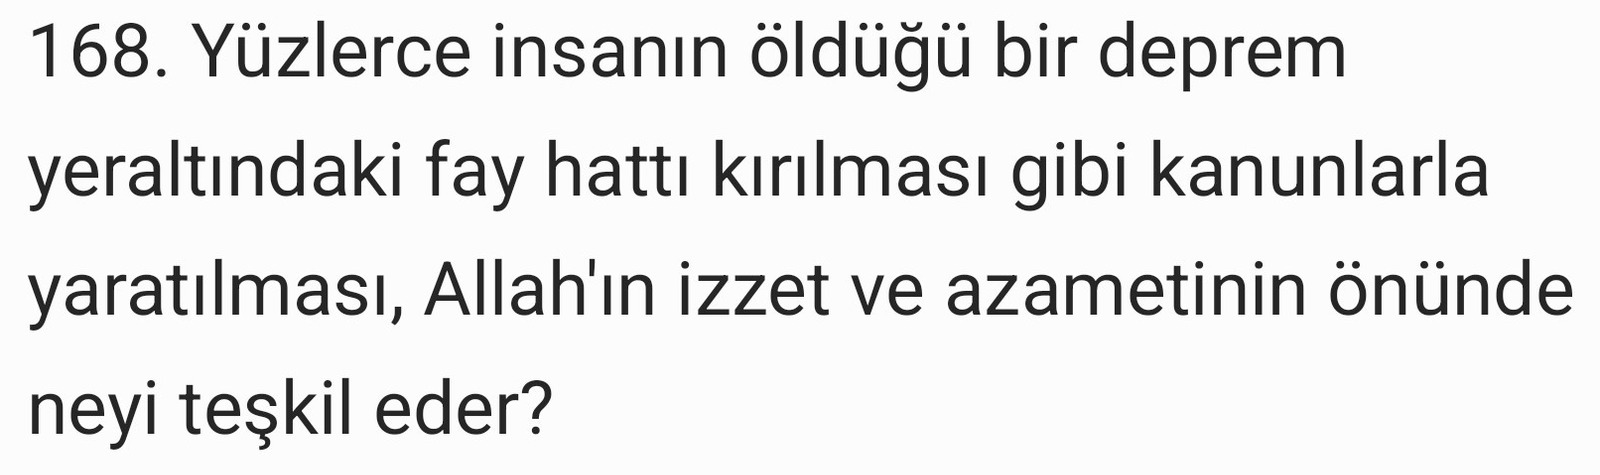 168. Yüzlerce insanın öldüğü bir deprem
yeraltındaki fay hattı kırılması gibi kanunlarla
yaratılması, Allah'ın izzet ve azametinin önünde
neyi teşkil eder?